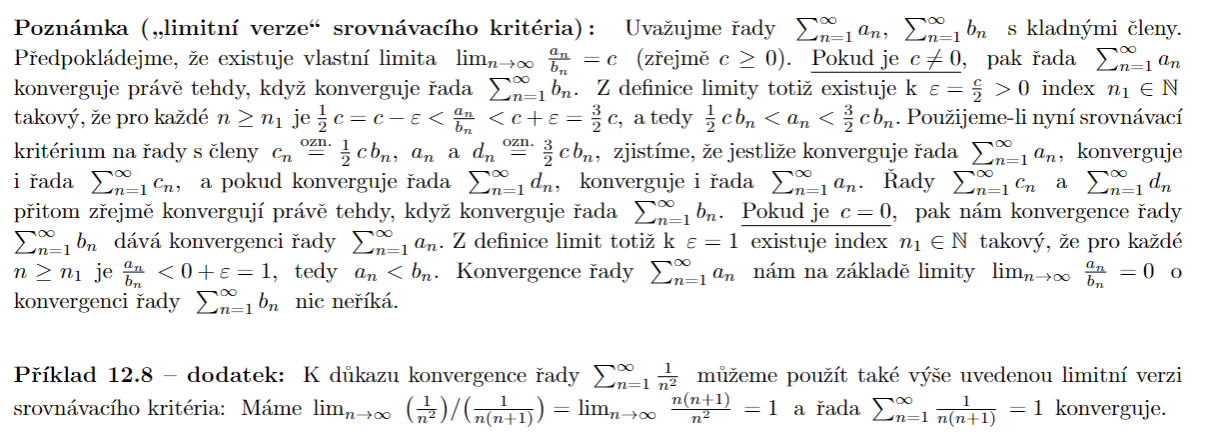 Poznámka („limitní verze“ srovnávacího kritéria): Uvažujme řady $\sum_{n=1}^{\infty} a_n$, $\sum_{n=1}^{\infty} b_n$ s kladnými členy.
Předpokládejme, že existuje vlastní limita $\lim_{n\to\infty} \frac{a_n}{b_n} = c$ (zřejmě $c \geq 0$). Pokud je $c \neq 0$, pak řada $\sum_{n=1}^{\infty} a_n$
konverguje právě tehdy, když konverguje řada $\sum_{n=1}^{\infty} b_n$. Z definice limity totiž existuje k $\varepsilon = \frac{c}{2} > 0$ index $n_1 \in \mathbb{N}$
takový, že pro každé $n \geq n_1$ je $\frac{1}{2} c = c - \varepsilon < \frac{a_n}{b_n} < c + \varepsilon = \frac{3}{2} c$, a tedy $\frac{1}{2} c b_n < a_n < \frac{3}{2} c b_n$. Použijeme-li nyní srovnávací
kritérium na řady s členy $c_n \overset{\text{ozn.}}{=} \frac{1}{2} c b_n$, $a_n$ a $d_n \overset{\text{ozn.}}{=} \frac{3}{2} c b_n$, zjistíme, že jestliže konverguje řada $\sum_{n=1}^{\infty} a_n$, konverguje
i řada $\sum_{n=1}^{\infty} c_n$, a pokud konverguje řada $\sum_{n=1}^{\infty} d_n$, konverguje i řada $\sum_{n=1}^{\infty} a_n$. Řady $\sum_{n=1}^{\infty} c_n$ a $\sum_{n=1}^{\infty} d_n$
přitom zřejmě konvergují právě tehdy, když konverguje řada $\sum_{n=1}^{\infty} b_n$. Pokud je $c = 0$, pak nám konvergence řady
$\sum_{n=1}^{\infty} b_n$ dává konvergenci řady $\sum_{n=1}^{\infty} a_n$. Z definice limit totiž k $\varepsilon = 1$ existuje index $n_1 \in \mathbb{N}$ takový, že pro každé
$n \geq n_1$ je $\frac{a_n}{b_n} < 0 + \varepsilon = 1$, tedy $a_n < b_n$. Konvergence řady $\sum_{n=1}^{\infty} a_n$ nám na základě limity $\lim_{n\to\infty} \frac{a_n}{b_n} = 0$ o
konvergenci řady $\sum_{n=1}^{\infty} b_n$ nic neříká.
Příklad 12.8 – dodatek: K důkazu konvergence řady $\sum_{n=1}^{\infty} \frac{1}{n^2}$ můžeme použít také výše uvedenou limitní verzi
srovnávacího kritéria: Máme $\lim_{n\to\infty} (\frac{1}{n^2})/(\frac{1}{n(n+1)}) = \lim_{n\to\infty} \frac{n(n+1)}{n^2} = 1$ a řada $\sum_{n=1}^{\infty} \frac{1}{n(n+1)} = 1$ konverguje.